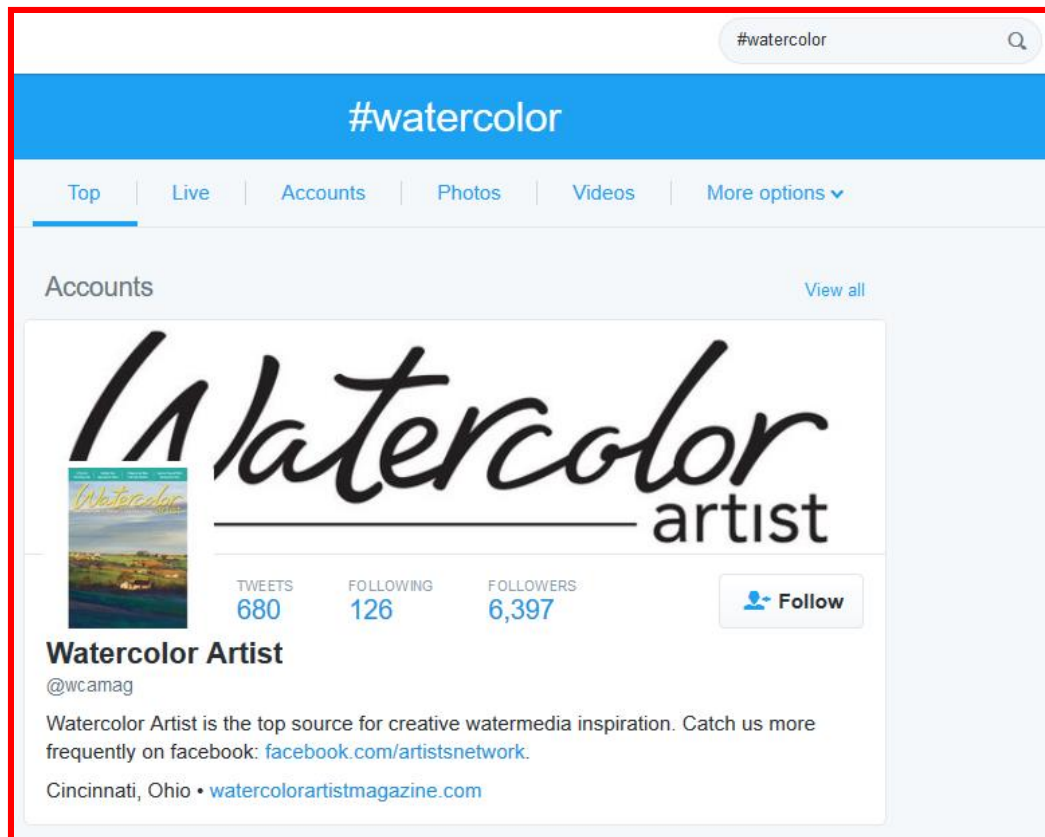 #watercolor
#watercolor
Top Live Accounts Photos Videos More options
Accounts View all
Watercolor
artist
Watercolor
TWEETS FOLLOWING FOLLOWERS
680 126 6,397
Follow
Watercolor Artist
@wcamag
Watercolor Artist is the top source for creative watermedia inspiration. Catch us more
frequently on facebook: facebook.com/artistsnetwork.
Cincinnati, Ohio • watercolorartistmagazine.com